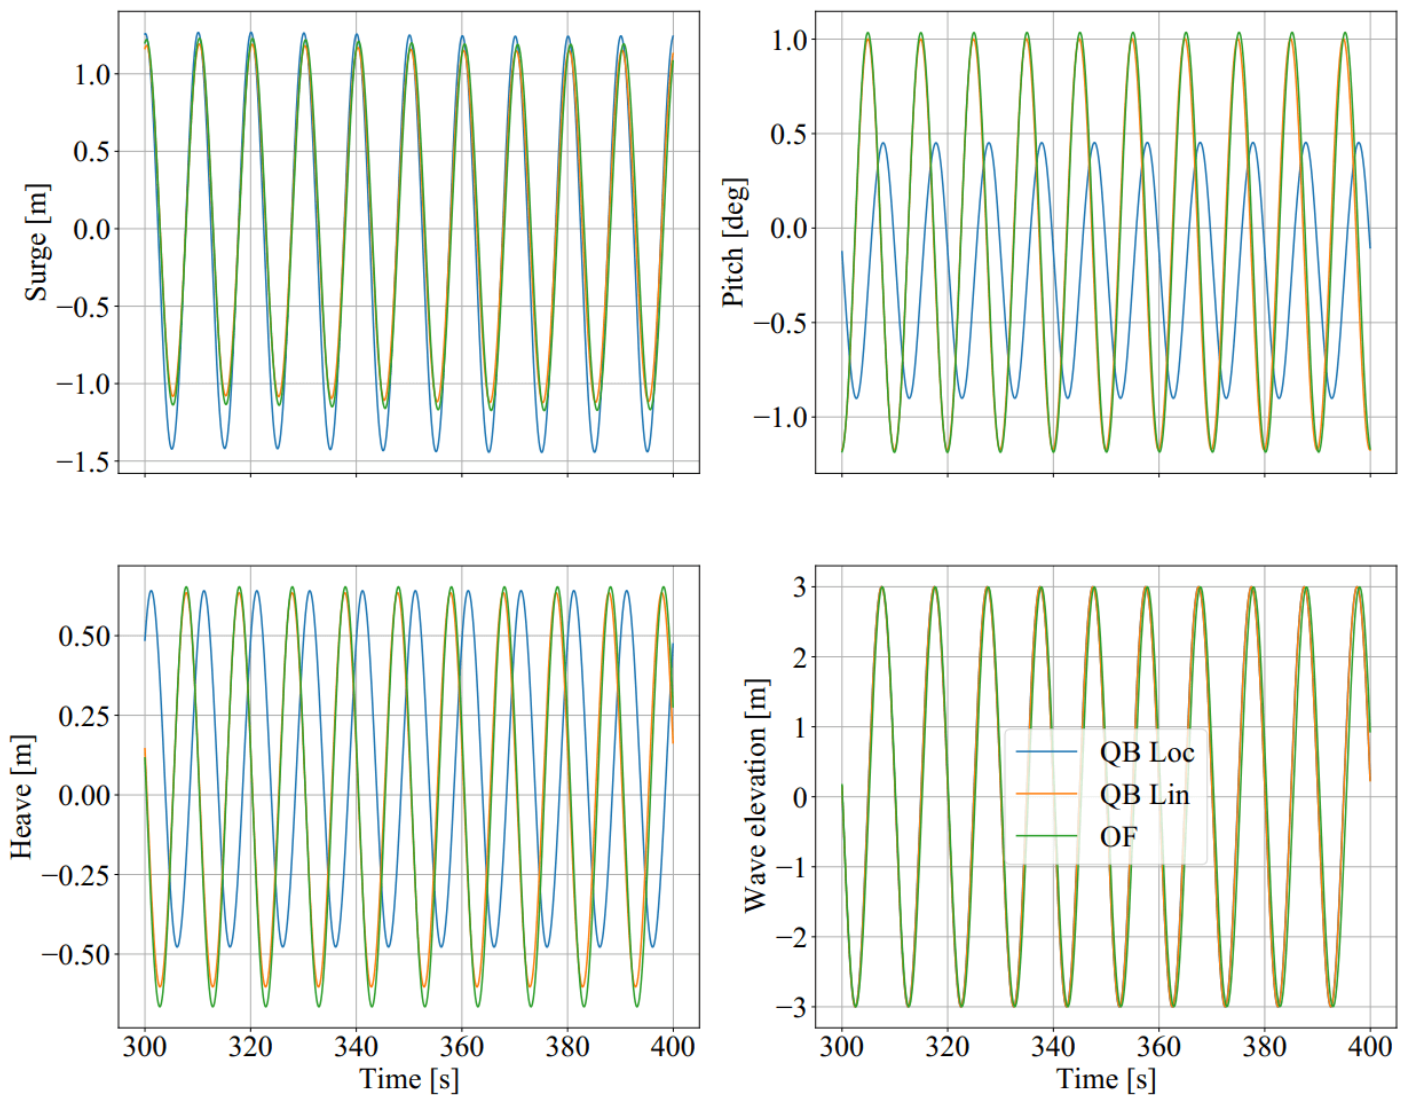 Surge [m]
1.0
0.5
0.0
−0.5
−1.0
−1.5
Pitch [deg]
1.0
0.5
0.0
−0.5
−1.0
Heave [m]
0.50
0.25
0.00
−0.25
−0.50
300 320 340 360 380 400
Time [s]
Wave elevation [m]
3
2
1
0
−1
−2
−3
QB Loc
QB Lin
OF
300 320 340 360 380 400
Time [s]